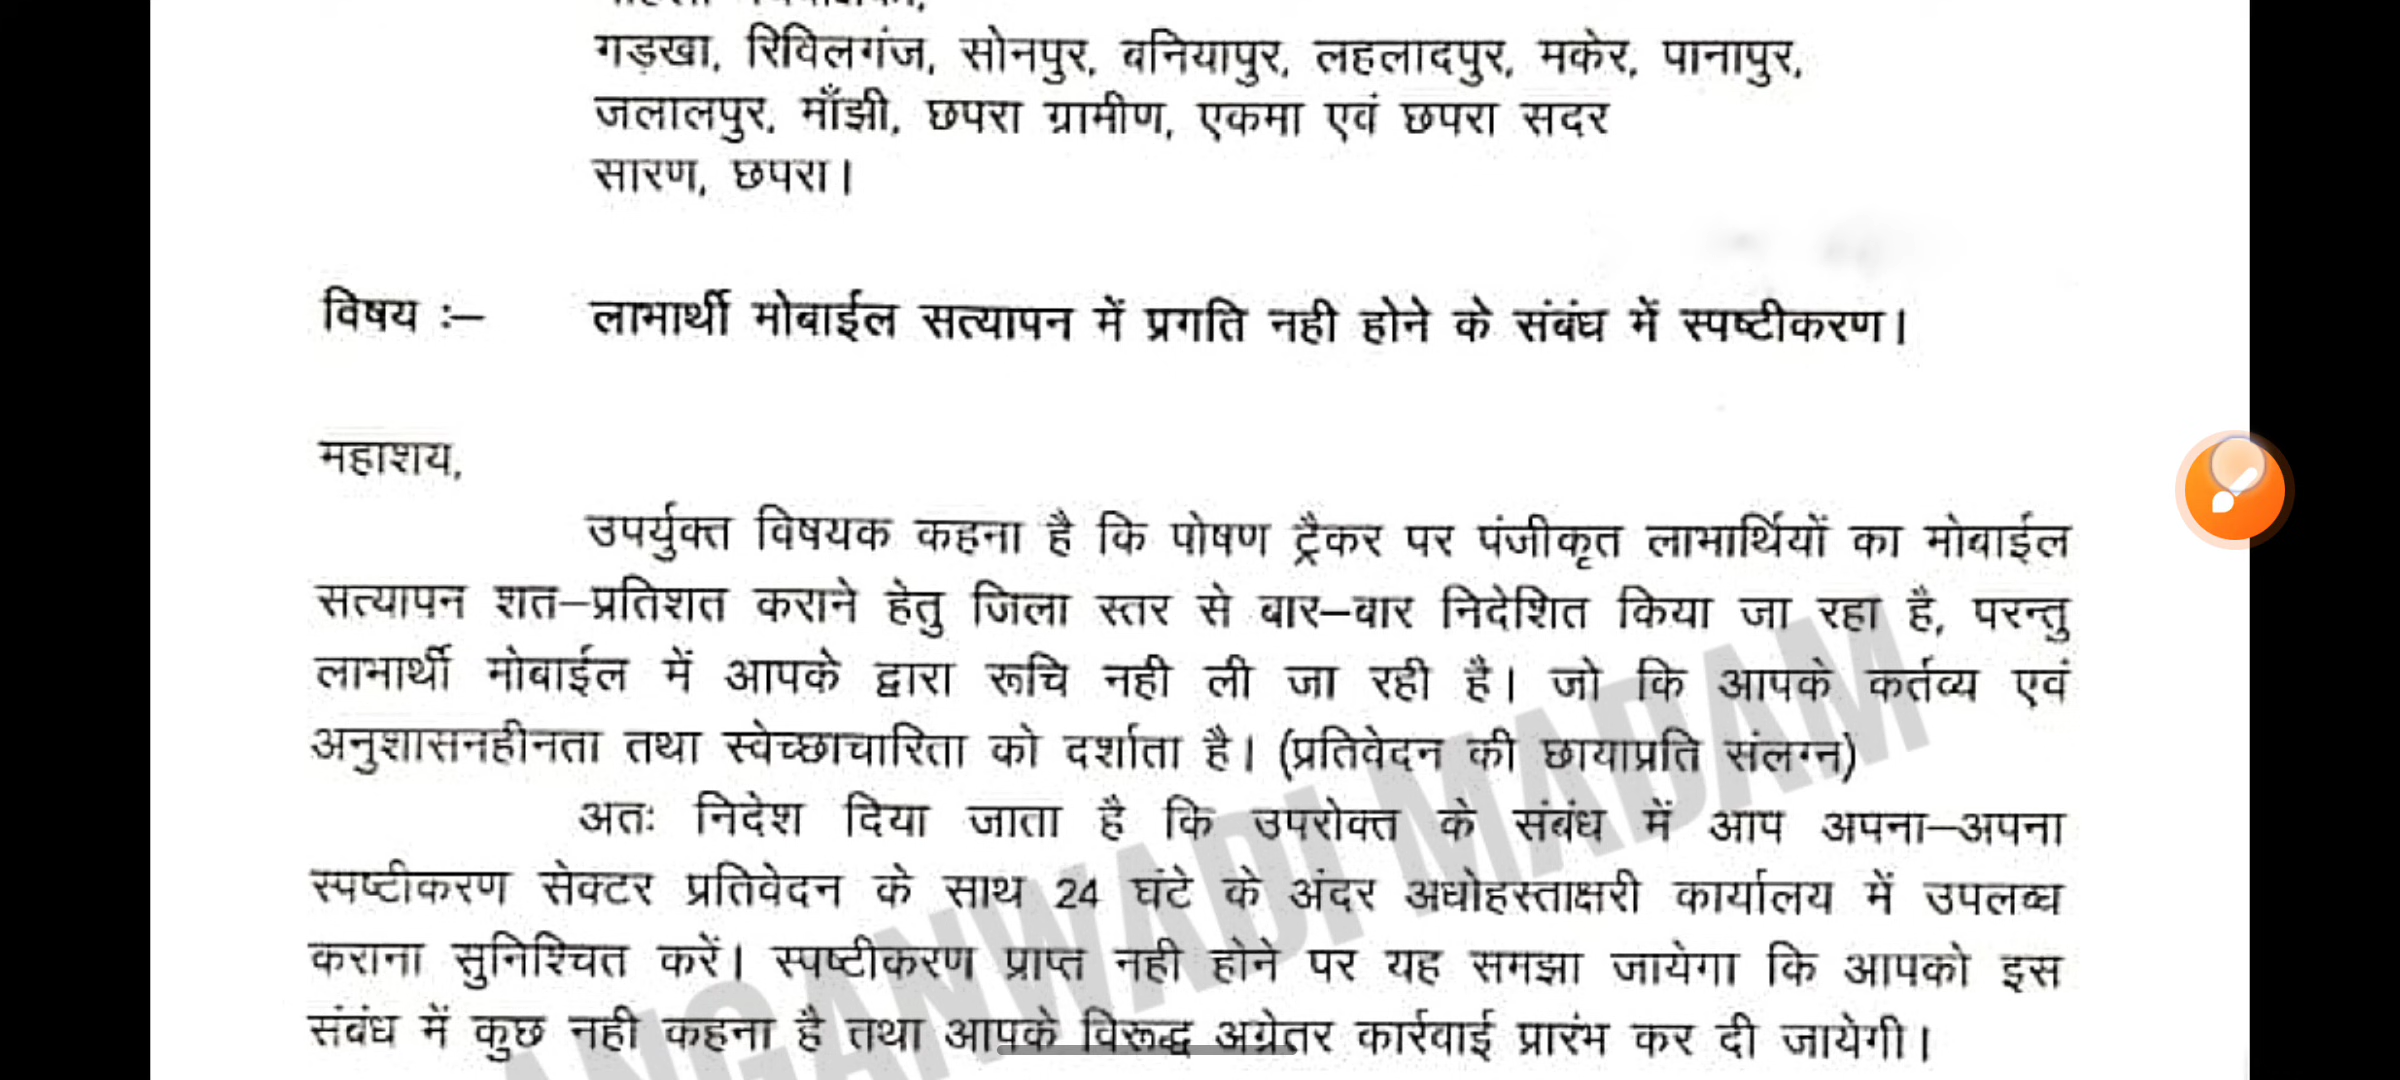 गड़खा, रिविलगंज, सोनपुर, बनियापुर, लहलादपुर, मकेर, पानापुर,
जलालपुर, माँझी, छपरा ग्रामीण, एकमा एवं छपरा सदर
सारण, छपरा।
विषय :– लाभार्थी मोबाईल सत्यापन में प्रगति नही होने के संबंध में स्पष्टीकरण।
महाशय,
उपर्युक्त विषयक कहना है कि पोषण ट्रैकर पर पंजीकृत लाभार्थियों का मोबाईल
सत्यापन शत–प्रतिशत कराने हेतु जिला स्तर से बार–बार निदेशित किया जा रहा है, परन्तु
लाभार्थी मोबाईल में आपके द्वारा रूचि नही ली जा रही है। जो कि आपके कर्तव्य एवं
अनुशासनहीनता तथा स्वेच्छाचारिता को दर्शाता है। (प्रतिवेदन की छायाप्रति संलग्न)
अतः निदेश दिया जाता है कि उपरोक्त के संबंध में आप अपना–अपना
स्पष्टीकरण सेक्टर प्रतिवेदन के साथ 24 घंटे के अंदर अधोहस्ताक्षरी कार्यालय में उपलब्ध
कराना सुनिश्चित करें। स्पष्टीकरण प्राप्त नही होने पर यह समझा जायेगा कि आपको इस
संबंध में कुछ नही कहना है तथा आपके विरूद्ध अग्रेतर कार्रवाई प्रारंभ कर दी जायेगी।
ANGANWADI MADAM